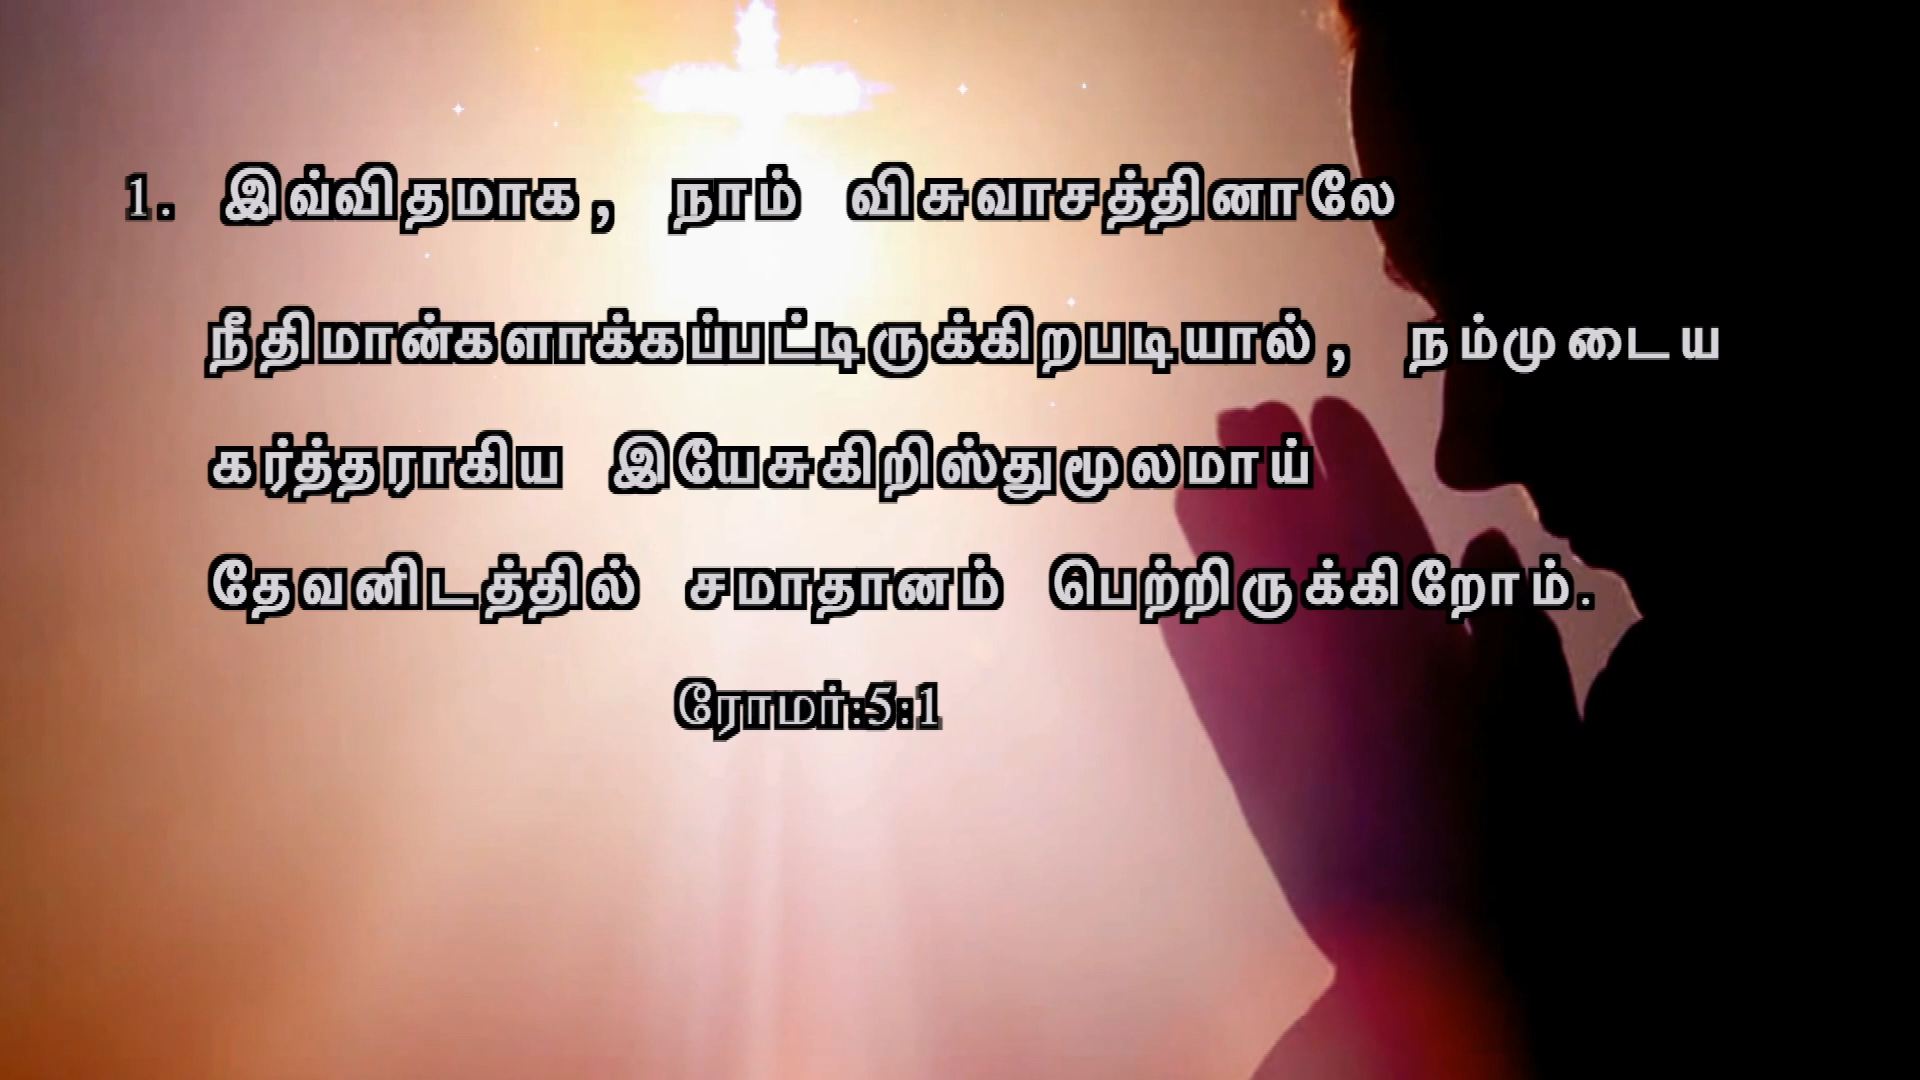 1. இவ்விதமாக, நாம் விசுவாசத்தினாலே
நீதிமான்களாக்கப்பட்டிருக்கிறபடியால், நம்முடைய
கர்த்தராகிய இயேசுகிறிஸ்துமூலமாய்
தேவனிடத்தில் சமாதானம் பெற்றிருக்கிறோம்.
ரோமர்:5:1